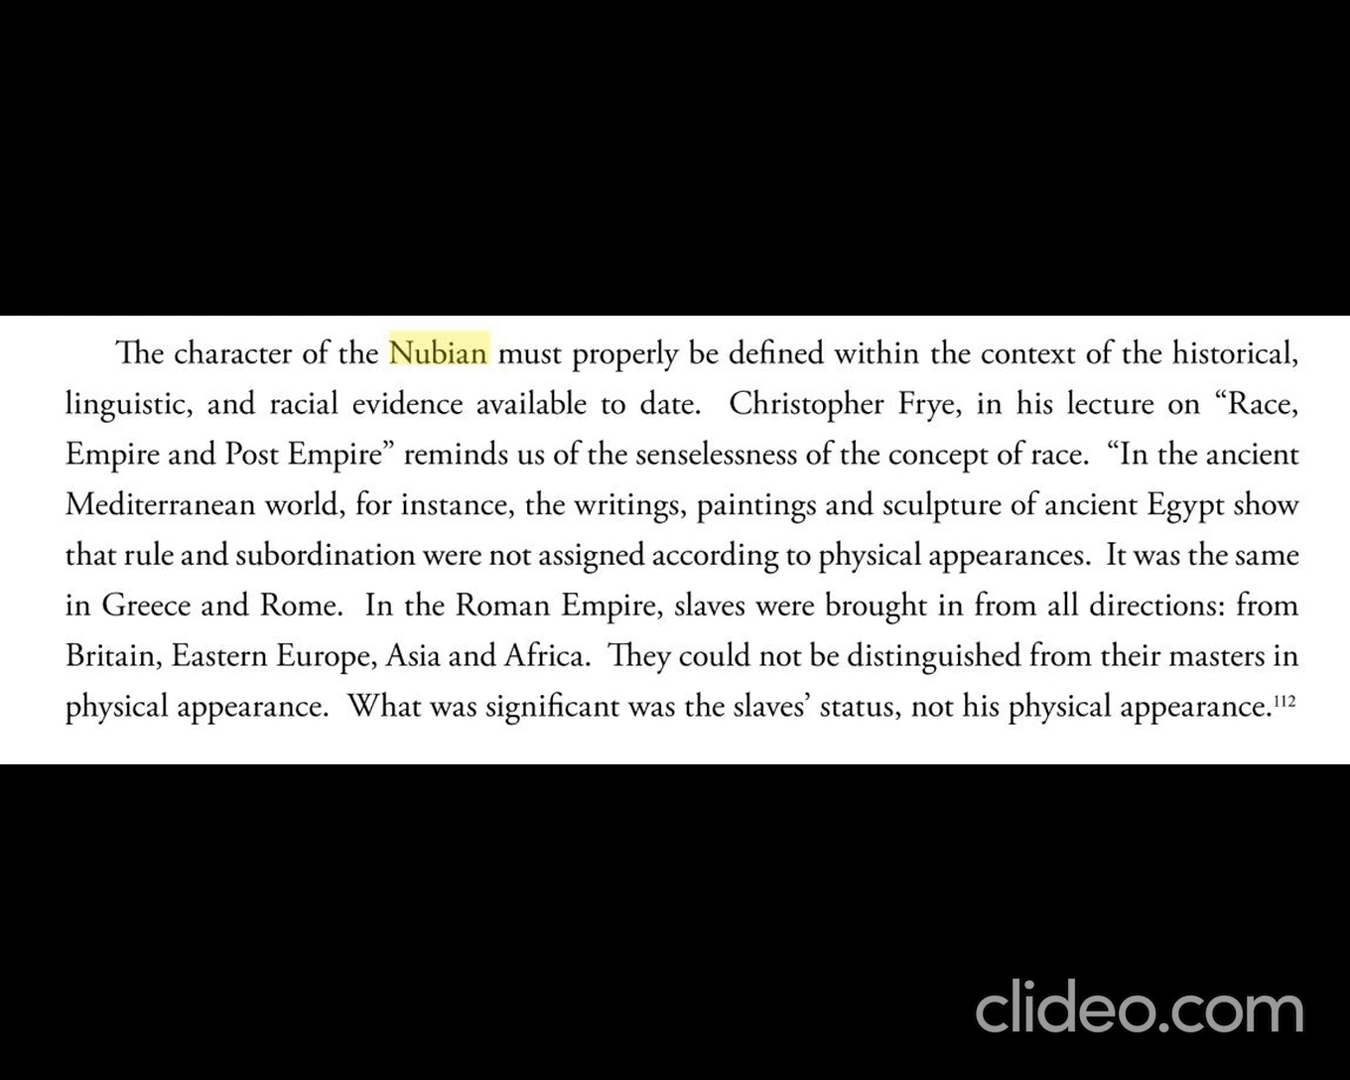 The character of the Nubian must properly be defined within the context of the historical,
linguistic, and racial evidence available to date. Christopher Frye, in his lecture on “Race,
Empire and Post Empire” reminds us of the senselessness of the concept of race. “In the ancient
Mediterranean world, for instance, the writings, paintings and sculpture of ancient Egypt show
that rule and subordination were not assigned according to physical appearances. It was the same
in Greece and Rome. In the Roman Empire, slaves were brought in from all directions: from
Britain, Eastern Europe, Asia and Africa. They could not be distinguished from their masters in
physical appearance. What was significant was the slaves’ status, not his physical appearance.¹¹²
clideo.com